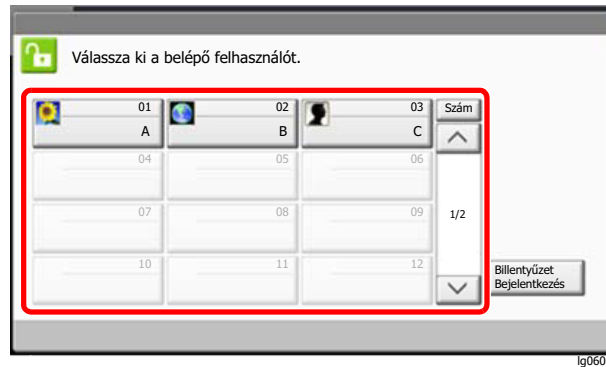 Válassza ki a belépő felhasználót.
01 02 03 Szám
A B C
04 05 06
07 08 09 1/2
10 11 12
Billentyűzet
Bejelentkezés
lg060